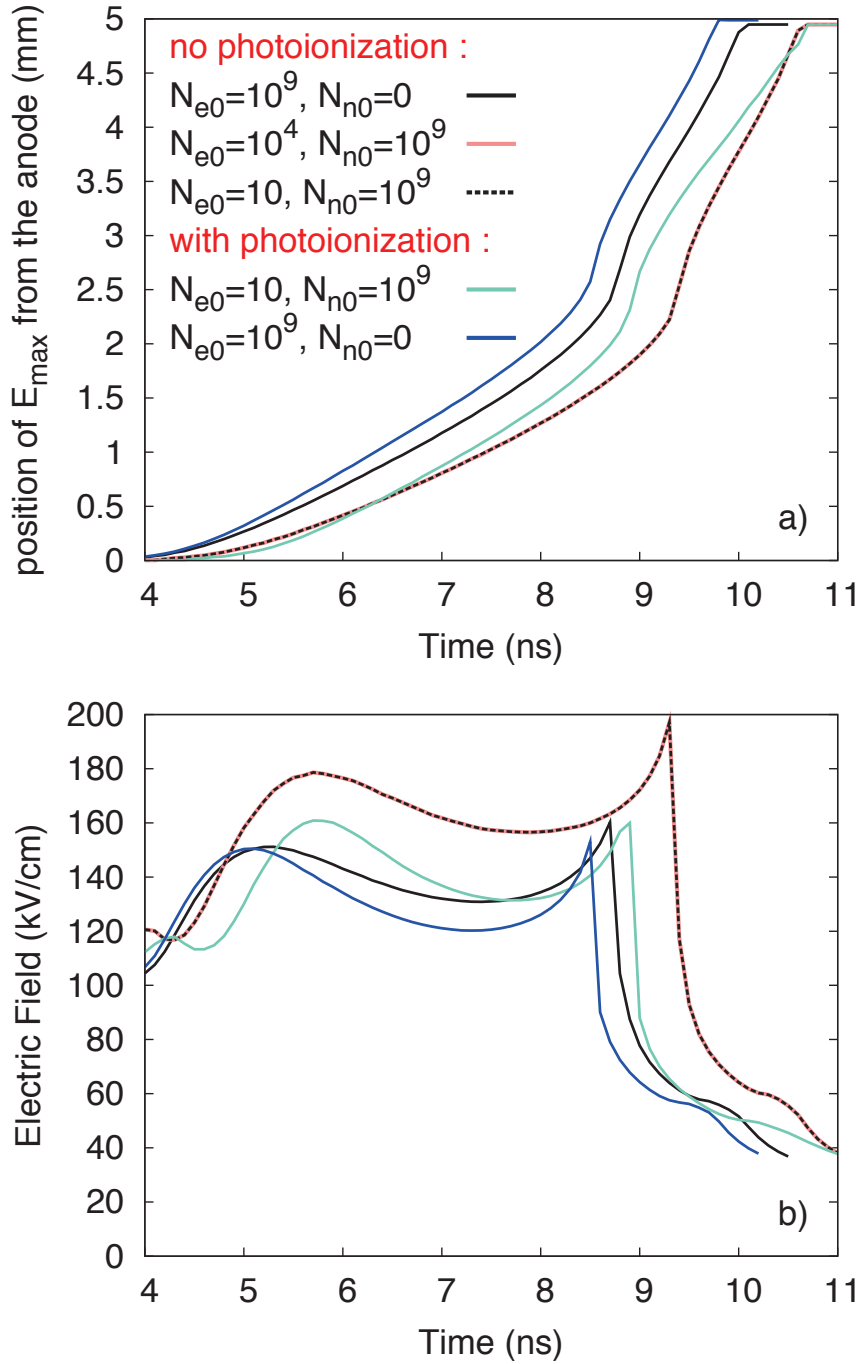 position of E_max from the anode (mm)
5
4.5
4
3.5
3
2.5
2
1.5
1
0.5
0
no photoionization :
N_e0=10^9, N_n0=0
N_e0=10^4, N_n0=10^9
N_e0=10, N_n0=10^9
with photoionization :
N_e0=10, N_n0=10^9
N_e0=10^9, N_n0=0
a)
4 5 6 7 8 9 10 11
Time (ns)
Electric Field (kV/cm)
200
180
160
140
120
100
80
60
40
20
0
b)
4 5 6 7 8 9 10 11
Time (ns)